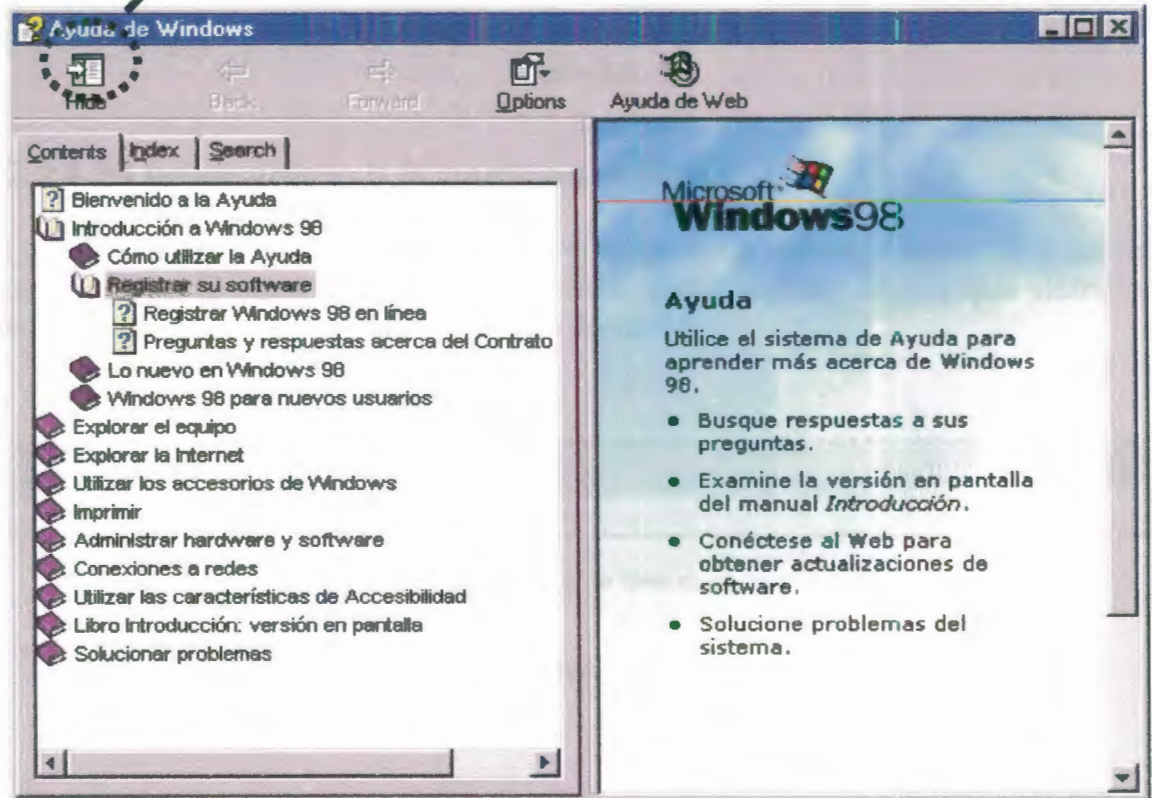 Ayuda de Windows
Hide Back Forward Options Ayuda de Web
Contents Index Search
Bienvenido a la Ayuda
Introducción a Windows 98
Cómo utilizar la Ayuda
Registrar su software
Registrar Windows 98 en línea
Preguntas y respuestas acerca del Contrato
Lo nuevo en Windows 98
Windows 98 para nuevos usuarios
Explorar el equipo
Explorar la Internet
Utilizar los accesorios de Windows
Imprimir
Administrar hardware y software
Conexiones a redes
Utilizar las características de Accesibilidad
Libro Introducción: versión en pantalla
Solucionar problemas
Microsoft
Windows98
Ayuda
Utilice el sistema de Ayuda para
aprender más acerca de Windows
98.
• Busque respuestas a sus
preguntas.
• Examine la versión en pantalla
del manual Introducción.
• Conéctese al Web para
obtener actualizaciones de
software.
• Solucione problemas del
sistema.